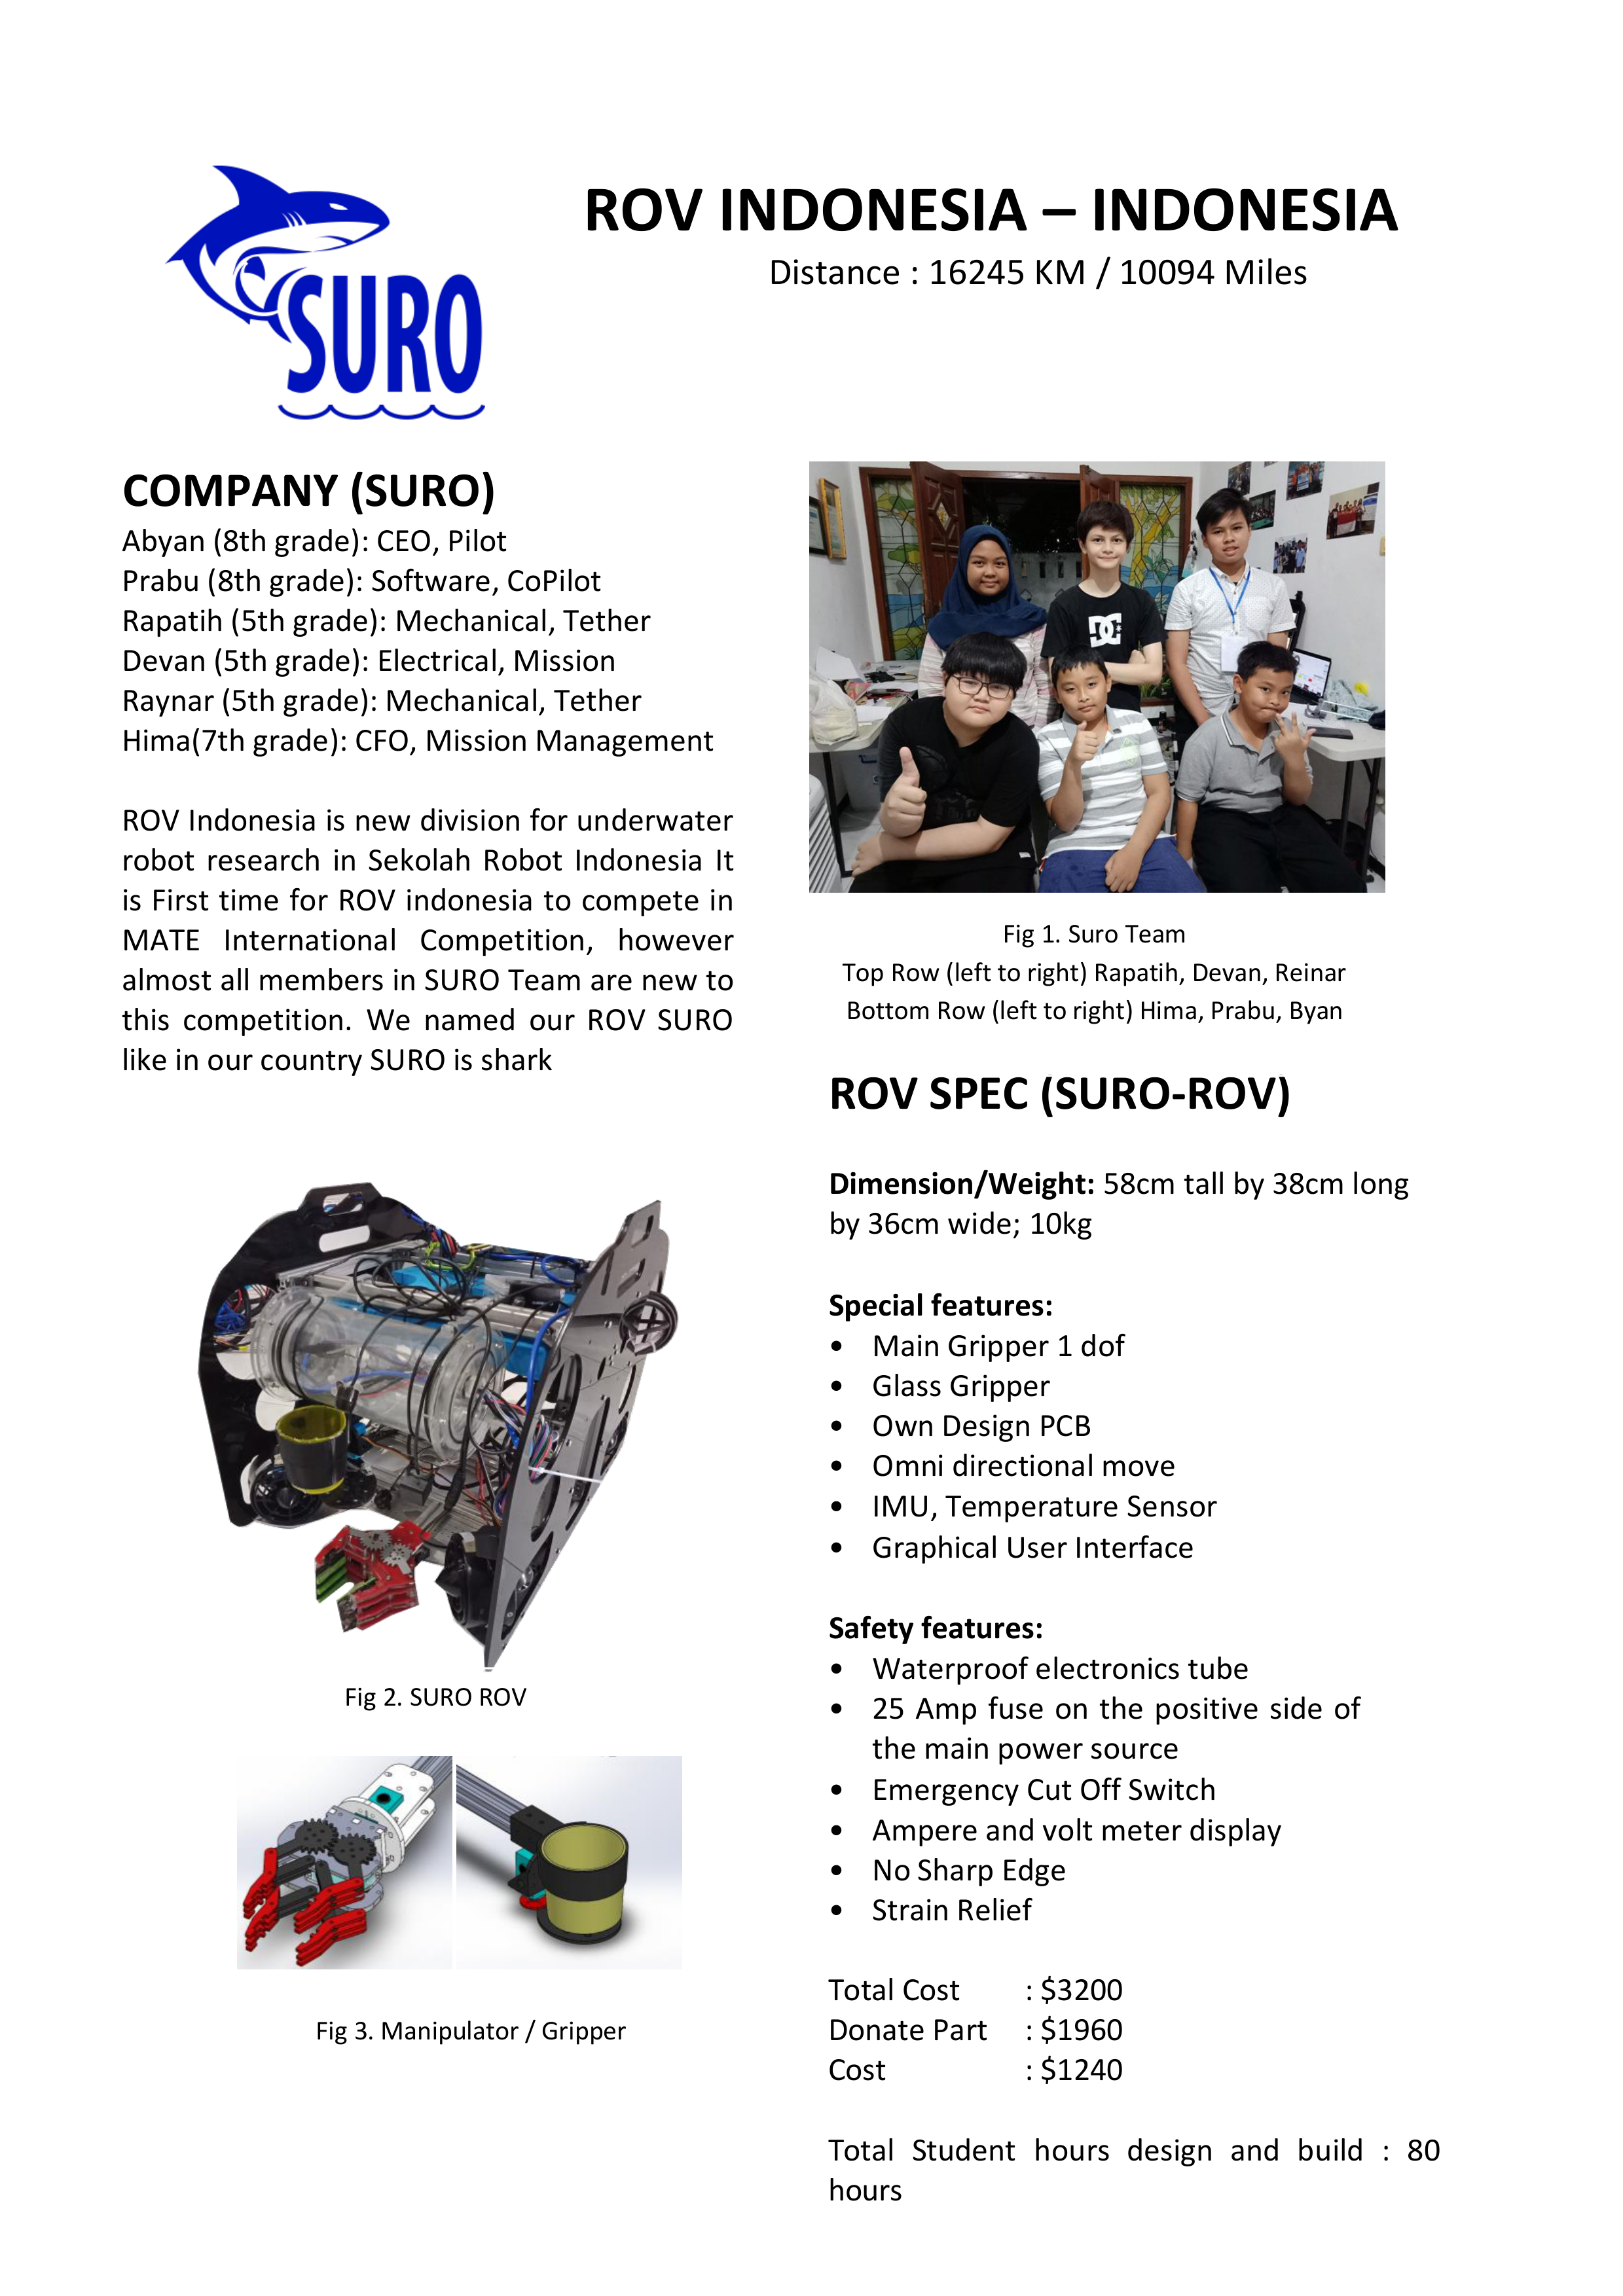 SURO
ROV INDONESIA – INDONESIA
Distance : 16245 KM / 10094 Miles
COMPANY (SURO)
Abyan (8th grade): CEO, Pilot
Prabu (8th grade): Software, CoPilot
Rapatih (5th grade): Mechanical, Tether
Devan (5th grade): Electrical, Mission
Raynar (5th grade): Mechanical, Tether
Hima(7th grade): CFO, Mission Management
ROV Indonesia is new division for underwater
robot research in Sekolah Robot Indonesia It
is First time for ROV indonesia to compete in
MATE International Competition, however
almost all members in SURO Team are new to
this competition. We named our ROV SURO
like in our country SURO is shark
Fig 2. SURO ROV
Fig 3. Manipulator / Gripper
DC
Fig 1. Suro Team
Top Row (left to right) Rapatih, Devan, Reinar
Bottom Row (left to right) Hima, Prabu, Byan
ROV SPEC (SURO-ROV)
Dimension/Weight: 58cm tall by 38cm long
by 36cm wide; 10kg
Special features:
• Main Gripper 1 dof
• Glass Gripper
• Own Design PCB
• Omni directional move
• IMU, Temperature Sensor
• Graphical User Interface
Safety features:
• Waterproof electronics tube
• 25 Amp fuse on the positive side of
the main power source
• Emergency Cut Off Switch
• Ampere and volt meter display
• No Sharp Edge
• Strain Relief
Total Cost : $3200
Donate Part : $1960
Cost : $1240
Total Student hours design and build : 80
hours